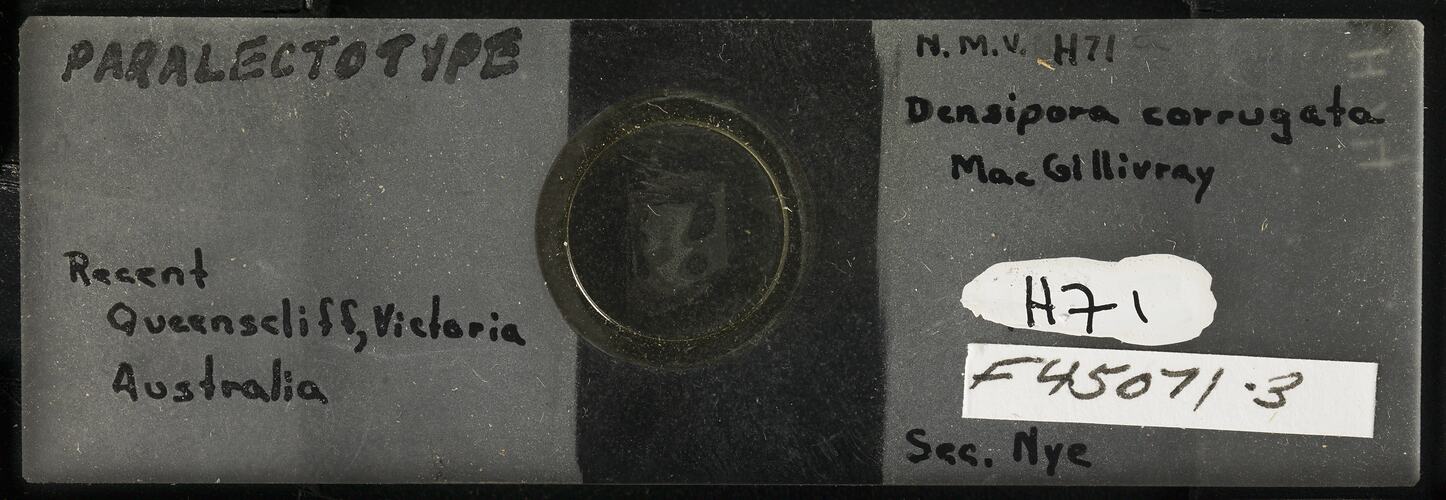 PARALECTOTYPE
Recent
Queenscliff, Victoria
Australia
N.M.V. H71
Densipora corrugata
MacGillivray
H71
F45071·3
Sec. Nye